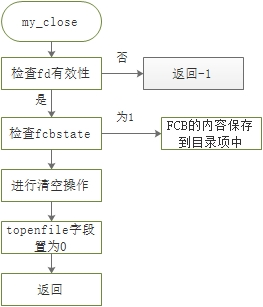 my_close
检查fd有效性
否
返回-1
是
检查fcbstate
为1
FCB的内容保存
到目录项中
进行清空操作
topenfile字段
置为0
返回